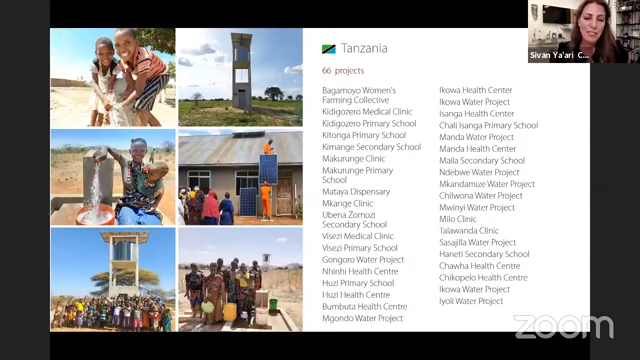 Sivan Ya'ari C...
Tanzania
66 projects
Bagamoyo Women's
Farming Collective
Kidigozero Medical Clinic
Kidigozero Primary School
Kitonga Primary School
Kimange Secondary School
Makurunge Clinic
Makurunge Primary
School
Mataya Dispensary
Mkange Clinic
Ubena Zomozi
Secondary School
Visezi Medical Clinic
Visezi Primary School
Gongoro Water Project
Nhinhi Health Centre
Huzi Primary School
Huzi Health Centre
Bumbuta Health Centre
Mgondo Water Project
Ikowa Health Center
Ikowa Water Project
Isanga Health Center
Chali Isanga Primary School
Manda Water Project
Manda Health Center
Maila Secondary School
Ndebwe Water Project
Mkandamize Water Project
Chilwona Water Project
Mwinyi Water Project
Milo Clinic
Talawanda Clinic
Sasajilla Water Project
Haneti Secondary School
Chawha Health Centre
Chikopelo Health Centre
Ikowa Water Project
Iyoli Water Project
zoom